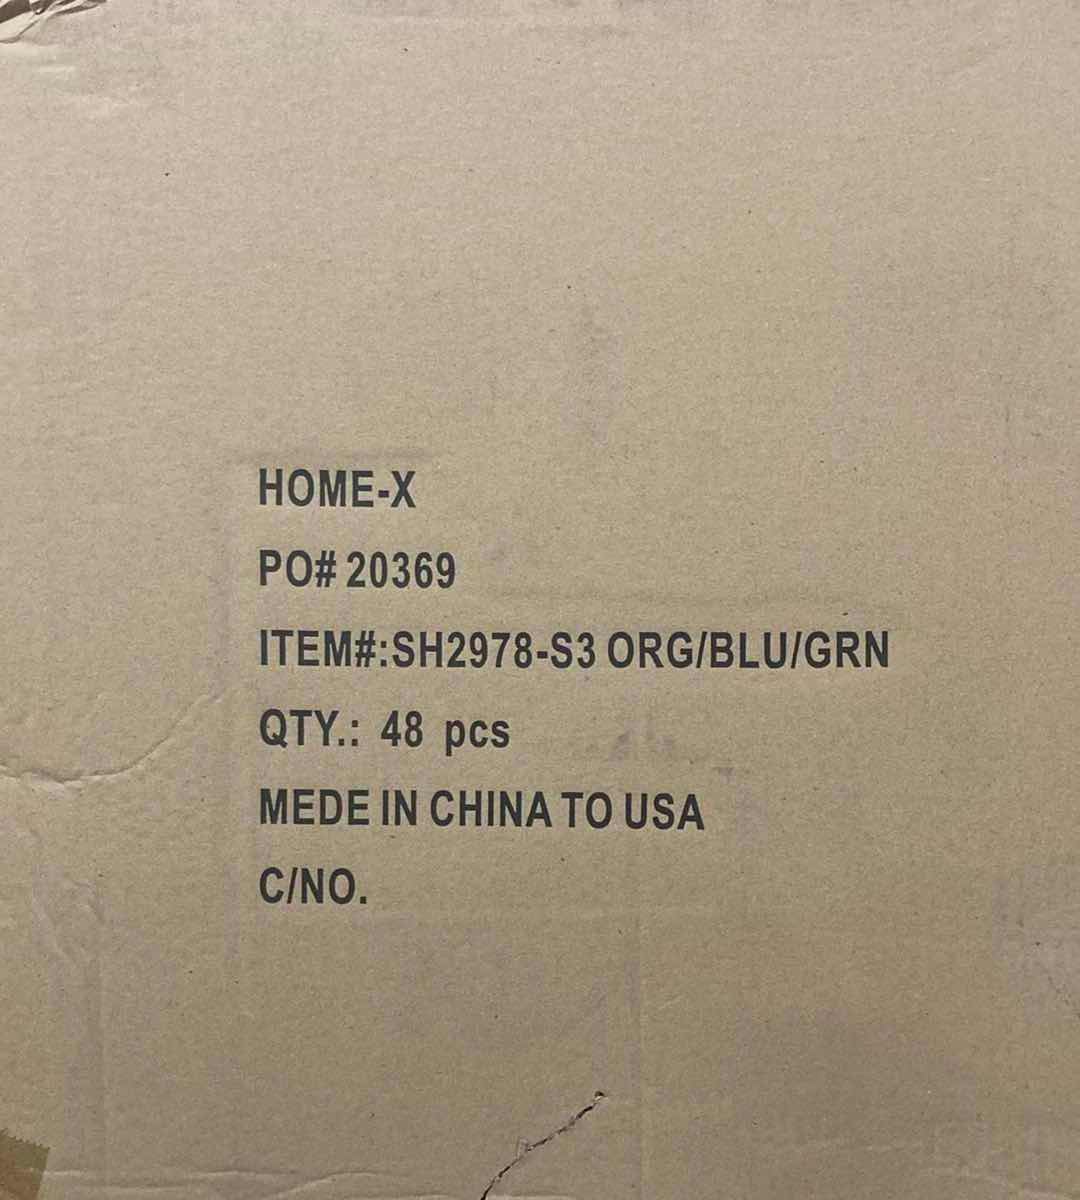 HOME-X
PO# 20369
ITEM#:SH2978-S3 ORG/BLU/GRN
QTY.: 48 pcs
MEDE IN CHINA TO USA
C/NO.